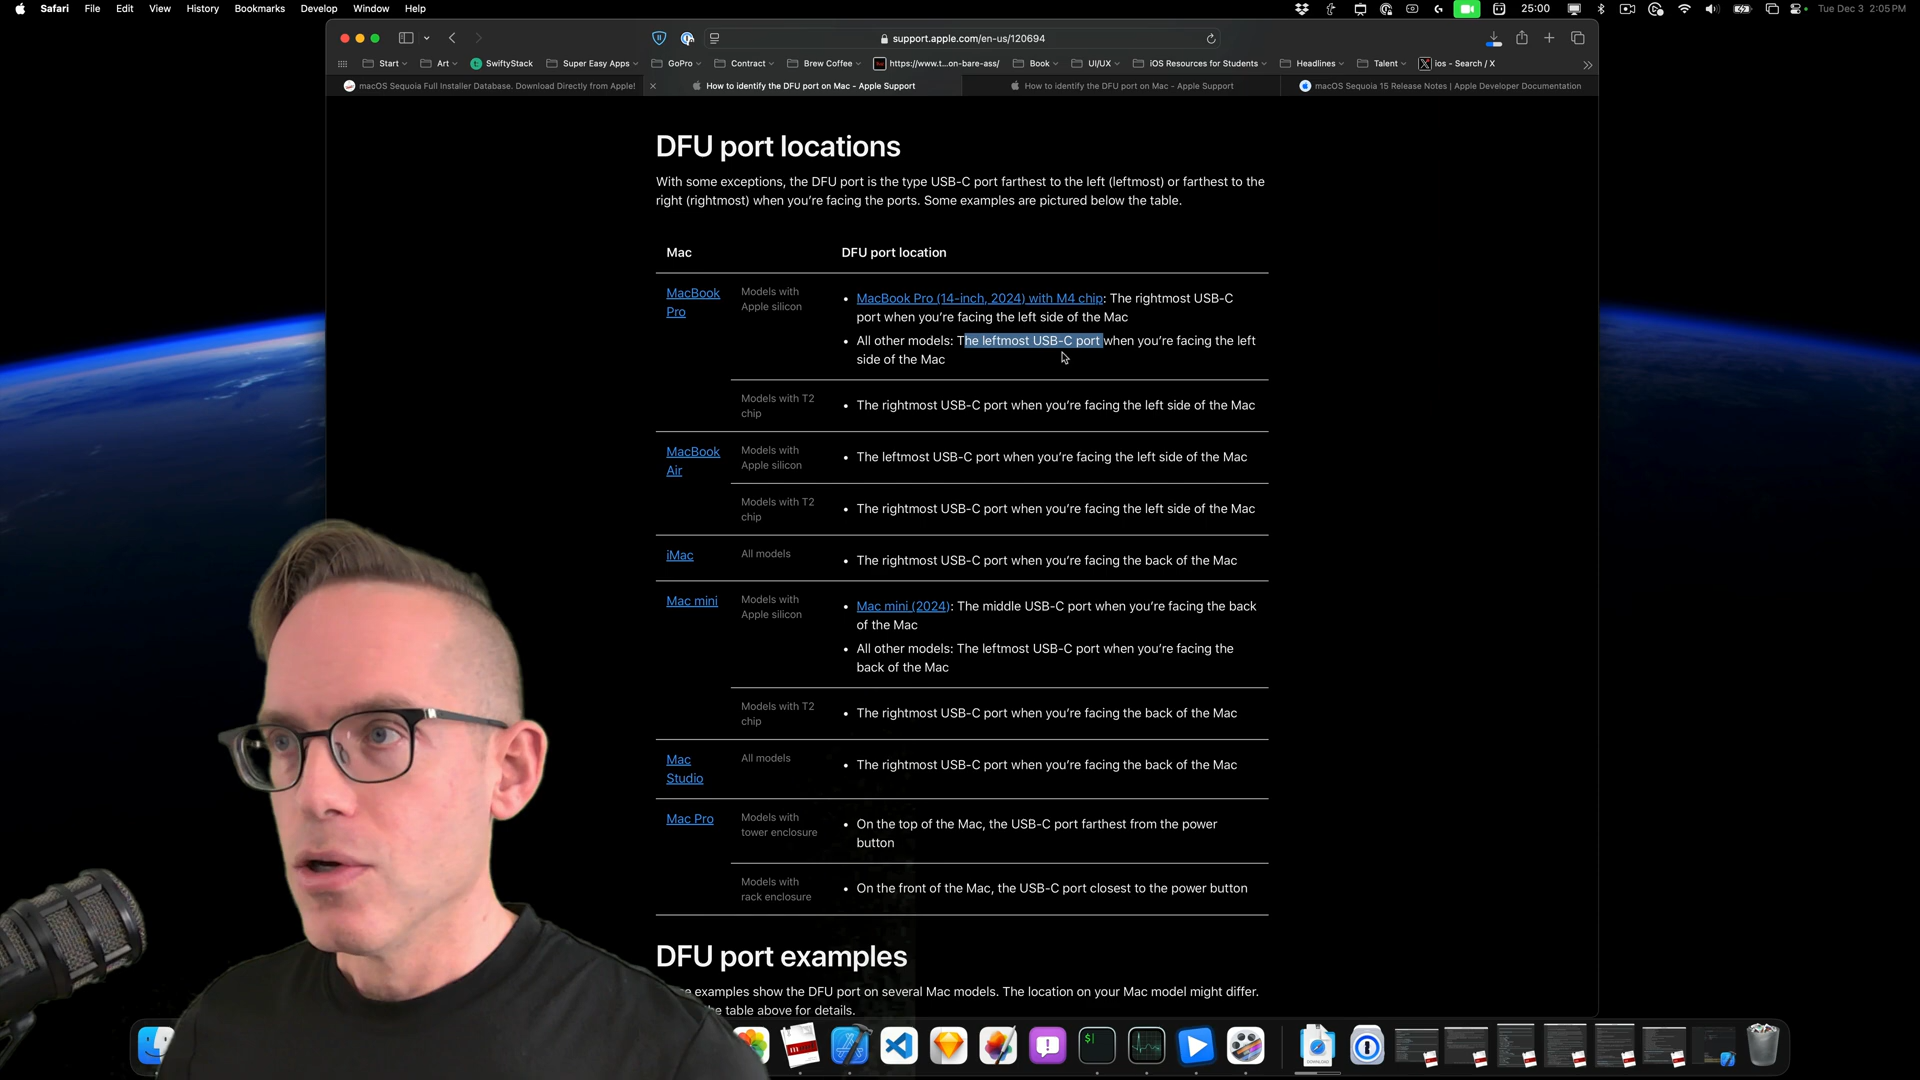 Safari File Edit View History Bookmarks Develop Window Help 25:00 Tue Dec 3 2:05 PM
support.apple.com/en-us/120694
Start Art SwiftyStack Super Easy Apps GoPro Contract Brew Coffee https://www.t...on-bare-ass/ Book UI/UX iOS Resources for Students Headlines Talent ios - Search / X
macOS Sequoia Full Installer Database. Download Directly from Apple! How to identify the DFU port on Mac - Apple Support How to identify the DFU port on Mac - Apple Support macOS Sequoia 15 Release Notes | Apple Developer Documentation
DFU port locations
With some exceptions, the DFU port is the type USB-C port farthest to the left (leftmost) or farthest to the
right (rightmost) when you’re facing the ports. Some examples are pictured below the table.
Mac DFU port location
MacBook Pro
Models with Apple silicon
• MacBook Pro (14-inch, 2024) with M4 chip: The rightmost USB-C
port when you’re facing the left side of the Mac
• All other models: The leftmost USB-C port when you’re facing the left
side of the Mac
Models with T2 chip
• The rightmost USB-C port when you’re facing the left side of the Mac
MacBook Air
Models with Apple silicon
• The leftmost USB-C port when you’re facing the left side of the Mac
Models with T2 chip
• The rightmost USB-C port when you’re facing the left side of the Mac
iMac All models • The rightmost USB-C port when you’re facing the back of the Mac
Mac mini
Models with Apple silicon
• Mac mini (2024): The middle USB-C port when you’re facing the back
of the Mac
• All other models: The leftmost USB-C port when you’re facing the
back of the Mac
Models with T2 chip
• The rightmost USB-C port when you’re facing the back of the Mac
Mac Studio
All models • The rightmost USB-C port when you’re facing the back of the Mac
Mac Pro
Models with tower enclosure
• On the top of the Mac, the USB-C port farthest from the power
button
Models with rack enclosure
• On the front of the Mac, the USB-C port closest to the power button
DFU port examples
examples show the DFU port on several Mac models. The location on your Mac model might differ.
the table above for details.